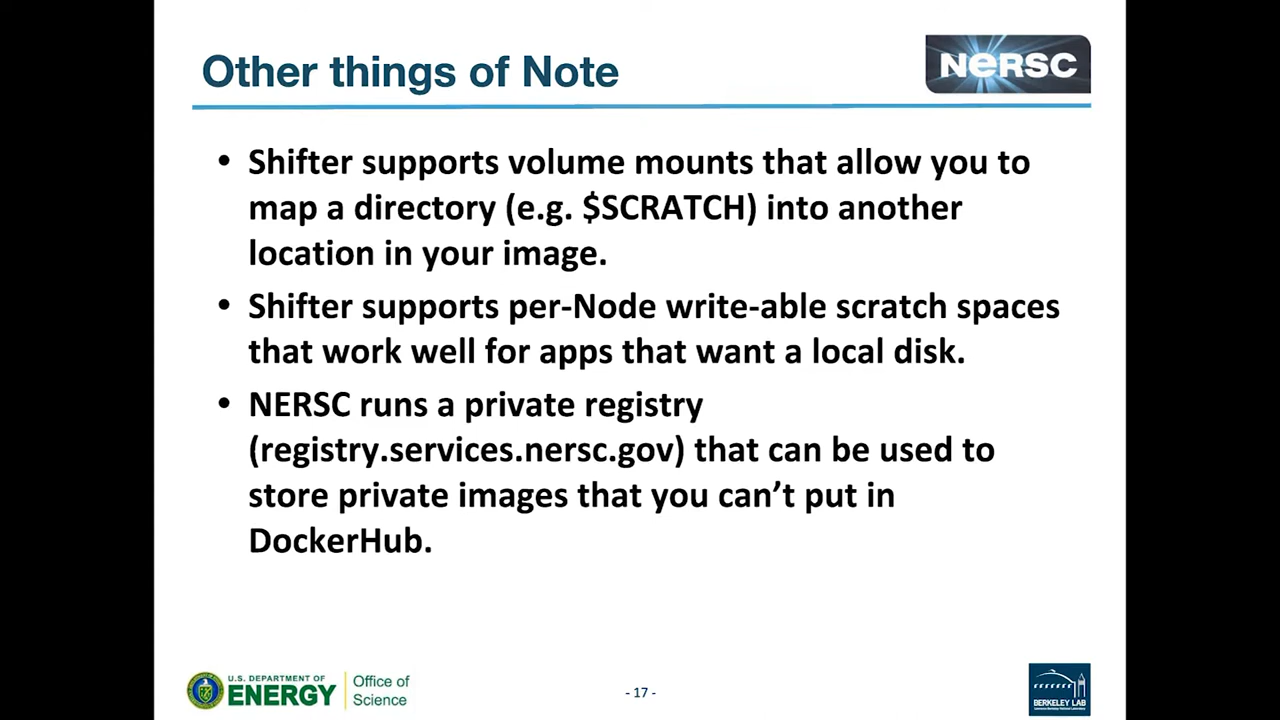 Other things of Note
NERSC
• Shifter supports volume mounts that allow you to
map a directory (e.g. $SCRATCH) into another
location in your image.
• Shifter supports per-Node write-able scratch spaces
that work well for apps that want a local disk.
• NERSC runs a private registry
(registry.services.nersc.gov) that can be used to
store private images that you can’t put in
DockerHub.
U.S. DEPARTMENT OF
ENERGY
Office of
Science
- 17 -
BERKELEY LAB